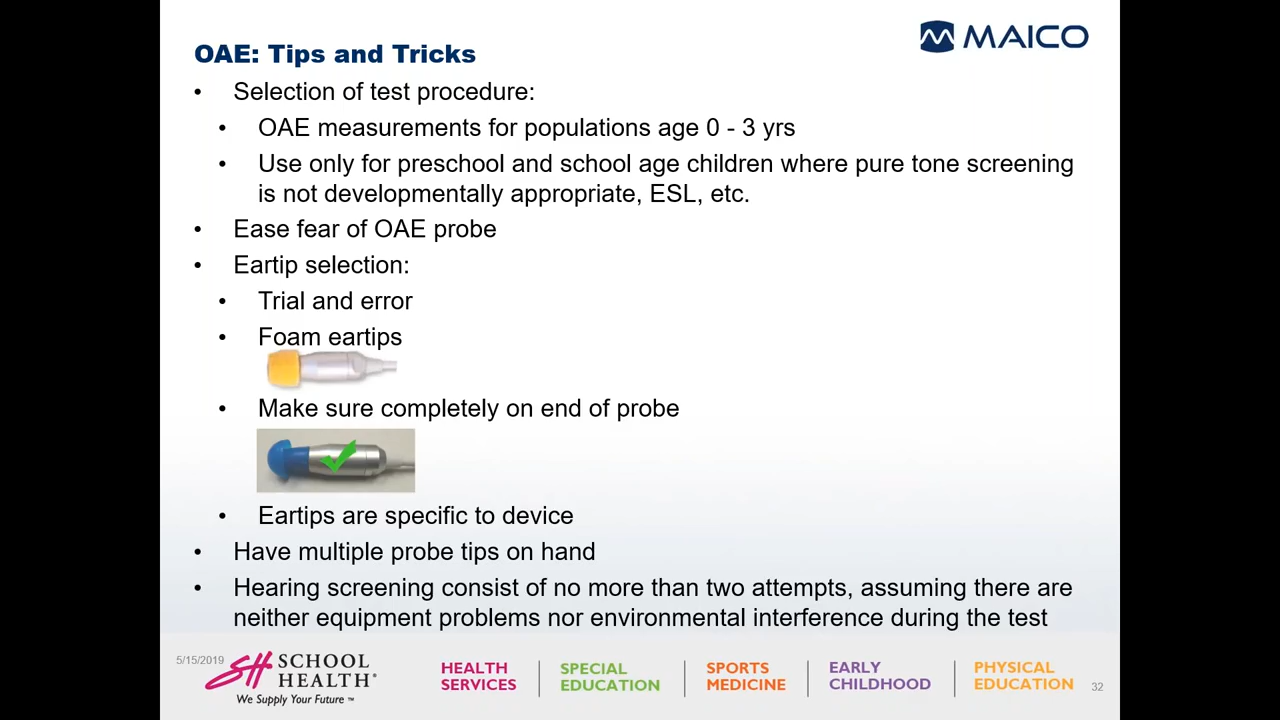 MAICO
OAE: Tips and Tricks
• Selection of test procedure:
• OAE measurements for populations age 0 - 3 yrs
• Use only for preschool and school age children where pure tone screening
is not developmentally appropriate, ESL, etc.
• Ease fear of OAE probe
• Eartip selection:
• Trial and error
• Foam eartips
• Make sure completely on end of probe
• Eartips are specific to device
• Have multiple probe tips on hand
• Hearing screening consist of no more than two attempts, assuming there are
neither equipment problems nor environmental interference during the test
5/15/2019
SH SCHOOL
HEALTH®
We Supply Your Future™
HEALTH
SERVICES
SPECIAL
EDUCATION
SPORTS
MEDICINE
EARLY
CHILDHOOD
PHYSICAL
EDUCATION
32